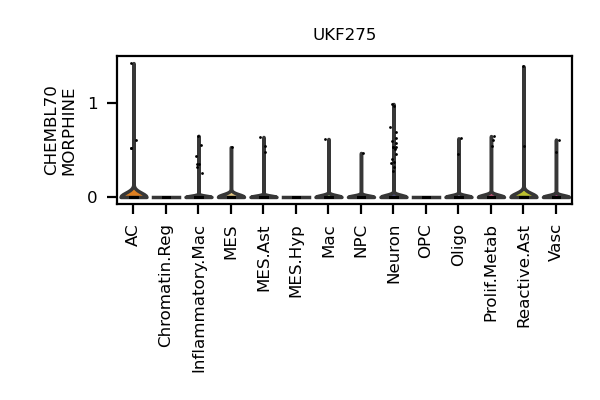 UKF275
CHEMBL70
MORPHINE
1
0
AC
Chromatin.Reg
Inflammatory.Mac
MES
MES.Ast
MES.Hyp
Mac
NPC
Neuron
OPC
Oligo
Prolif.Metab
Reactive.Ast
Vasc